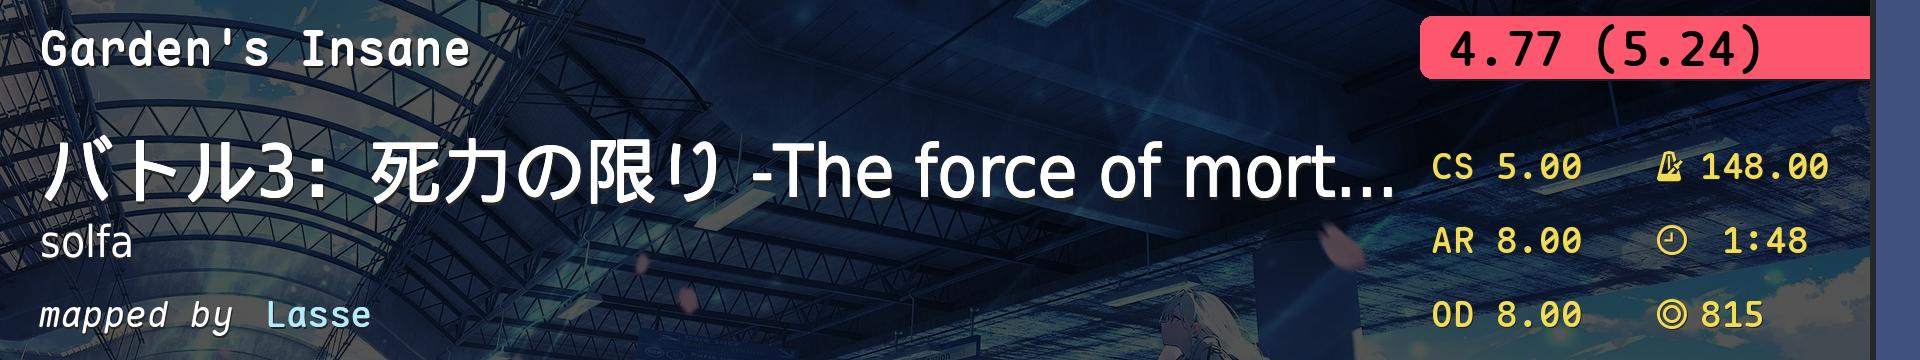 Garden's Insane
4.77 (5.24)
バトル3: 死力の限り -The force of mort...
solfa
mapped by Lasse
CS 5.00
148.00
AR 8.00
1:48
OD 8.00
815